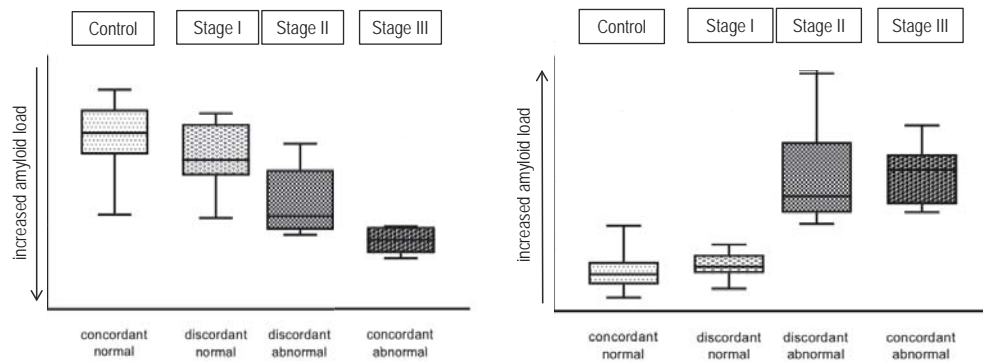 Control Stage I Stage II Stage III
increased amyloid load
concordant normal
discordant normal
discordant abnormal
concordant abnormal
Control Stage I Stage II Stage III
increased amyloid load
concordant normal
discordant normal
discordant abnormal
concordant abnormal